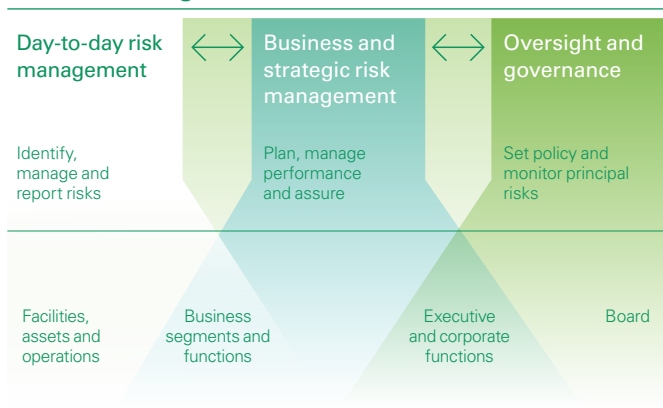 Day-to-day risk
management
Business and
strategic risk
management
Oversight and
governance
Identify,
manage and
report risks
Plan, manage
performance
and assure
Set policy and
monitor principal
risks
Facilities,
assets and
operations
Business
segments and
functions
Executive
and corporate
functions
Board